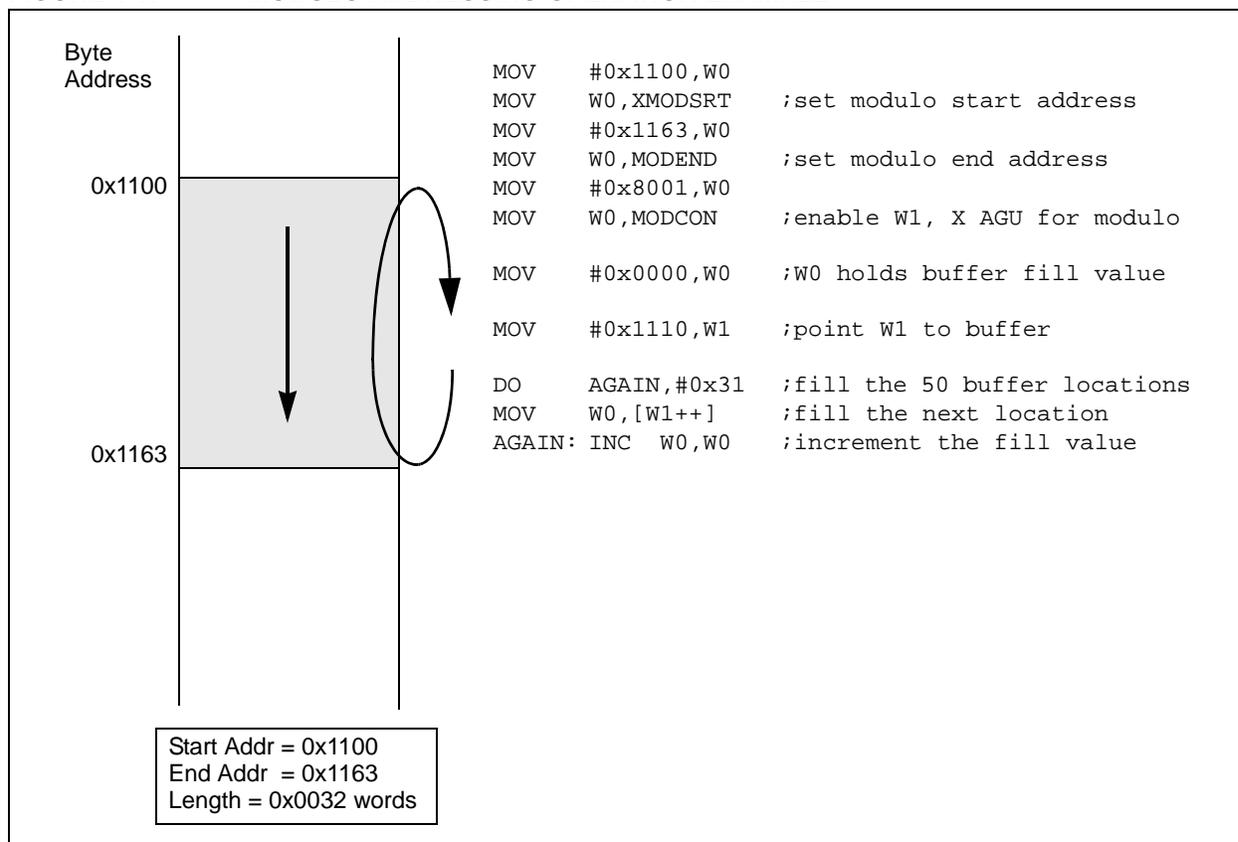 Byte
Address
0x1100
0x1163
MOV #0x1100,W0
MOV W0,XMODSRT ;set modulo start address
MOV #0x1163,W0
MOV W0,MODEND ;set modulo end address
MOV #0x8001,W0
MOV W0,MODCON ;enable W1, X AGU for modulo
MOV #0x0000,W0 ;W0 holds buffer fill value
MOV #0x1110,W1 ;point W1 to buffer
DO AGAIN,#0x31 ;fill the 50 buffer locations
MOV W0,[W1++] ;fill the next location
AGAIN: INC W0,W0 ;increment the fill value
Start Addr = 0x1100
End Addr = 0x1163
Length = 0x0032 words